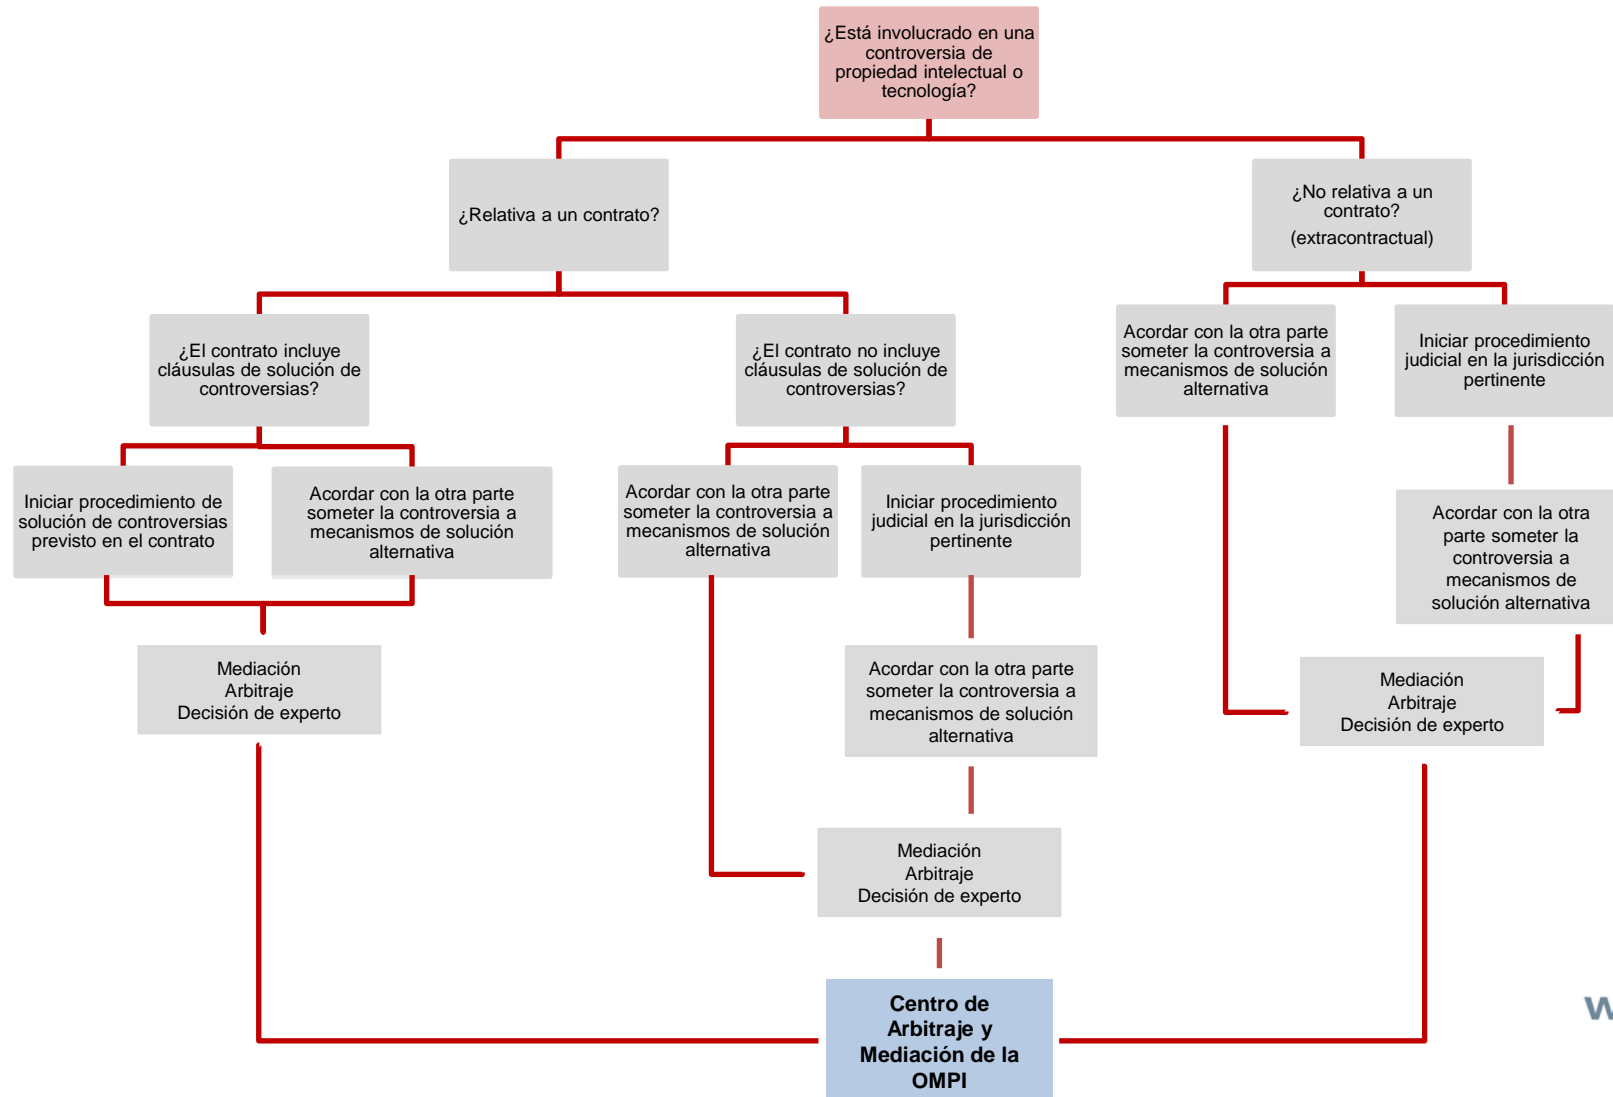 ¿Está involucrado en una
controversia de
propiedad intelectual o
tecnología?
¿Relativa a un contrato?
¿No relativa a un
contrato?
(extracontractual)
¿El contrato incluye
cláusulas de solución de
controversias?
¿El contrato no incluye
cláusulas de solución de
controversias?
Acordar con la otra parte
someter la controversia a
mecanismos de solución
alternativa
Iniciar procedimiento
judicial en la jurisdicción
pertinente
Iniciar procedimiento de
solución de controversias
previsto en el contrato
Acordar con la otra parte
someter la controversia a
mecanismos de solución
alternativa
Acordar con la otra parte
someter la controversia a
mecanismos de solución
alternativa
Iniciar procedimiento
judicial en la jurisdicción
pertinente
Acordar con la otra
parte someter la
controversia a
mecanismos de
solución alternativa
Mediación
Arbitraje
Decisión de experto
Acordar con la otra parte
someter la controversia a
mecanismos de solución
alternativa
Mediación
Arbitraje
Decisión de experto
Mediación
Arbitraje
Decisión de experto
Centro de
Arbitraje y
Mediación de la
OMPI